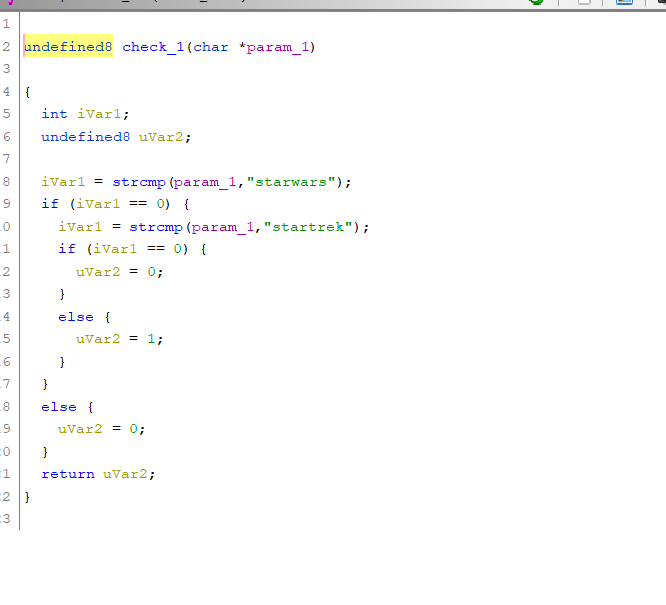 1
2 undefined8 check_1(char *param_1)
3
4 {
5 int iVar1;
6 undefined8 uVar2;
7
8 iVar1 = strcmp(param_1,"starwars");
9 if (iVar1 == 0) {
0 iVar1 = strcmp(param_1,"startrek");
1 if (iVar1 == 0) {
2 uVar2 = 0;
3 }
4 else {
5 uVar2 = 1;
6 }
7 }
8 else {
9 uVar2 = 0;
0 }
1 return uVar2;
2 }
3